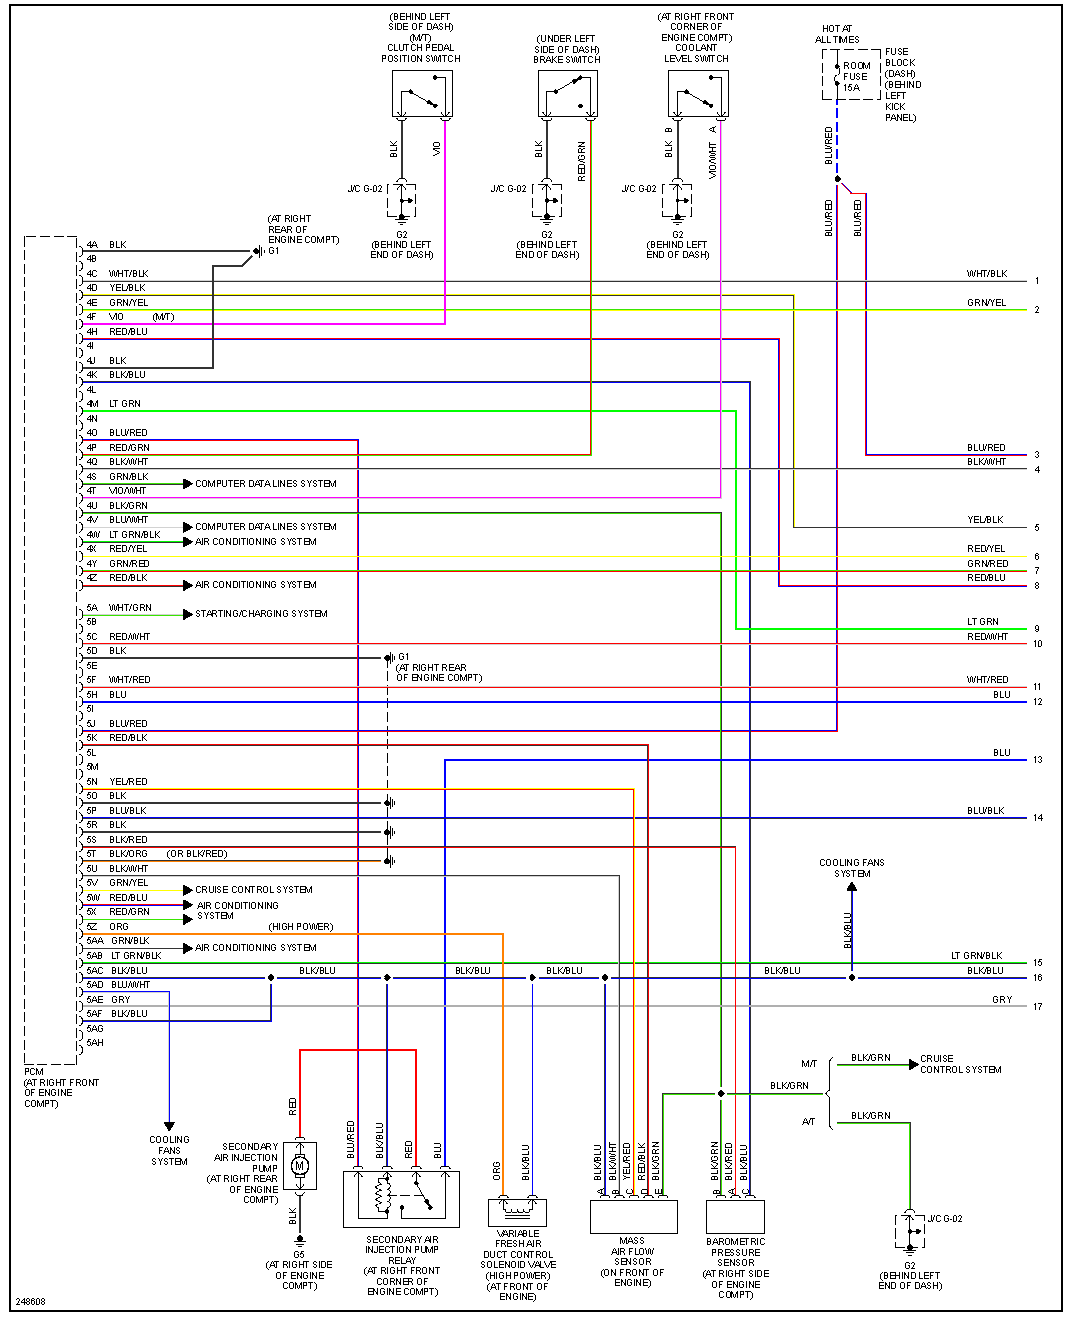 (BEHIND LEFT
SIDE OF DASH)
(M/T)
CLUTCH PEDAL
POSITION SWITCH
(UNDER LEFT
SIDE OF DASH)
BRAKE SWITCH
(AT RIGHT FRONT
CORNER OF
ENGINE COMPT)
COOLANT
LEVEL SWITCH
HOT AT
ALL TIMES
ROOM
FUSE
15A
FUSE
BLOCK
(DASH)
(BEHIND
LEFT
KICK
PANEL)
BLK
VIO
BLK
RED/GRN
BLK
B
VIO/WHT
A
BLU/RED
BLU/RED
BLU/RED
J/C G-02
G2
(BEHIND LEFT
END OF DASH)
J/C G-02
G2
(BEHIND LEFT
END OF DASH)
J/C G-02
G2
(BEHIND LEFT
END OF DASH)
(AT RIGHT
REAR OF
ENGINE COMPT)
G1
4A BLK
4B
4C WHT/BLK
WHT/BLK 1
4D YEL/BLK
4E GRN/YEL
GRN/YEL 2
4F VIO (M/T)
4H RED/BLU
4I
4J BLK
4K BLK/BLU
4L
4M LT GRN
4N
4O BLU/RED
4P RED/GRN
BLU/RED 3
4Q BLK/WHT
BLK/WHT 4
4S GRN/BLK
COMPUTER DATA LINES SYSTEM
4T VIO/WHT
4U BLK/GRN
4V BLU/WHT
COMPUTER DATA LINES SYSTEM
YEL/BLK 5
4W LT GRN/BLK
AIR CONDITIONING SYSTEM
4X RED/YEL
RED/YEL 6
4Y GRN/RED
GRN/RED 7
4Z RED/BLK
AIR CONDITIONING SYSTEM
RED/BLU 8
5A WHT/GRN
STARTING/CHARGING SYSTEM
5B
LT GRN 9
5C RED/WHT
RED/WHT 10
5D BLK
G1
(AT RIGHT REAR
OF ENGINE COMPT)
5E
5F WHT/RED
WHT/RED 11
5H BLU
BLU 12
5I
5J BLU/RED
5K RED/BLK
5L
BLU 13
5M
5N YEL/RED
5O BLK
5P BLU/BLK
BLU/BLK 14
5R BLK
5S BLK/RED
5T BLK/ORG (OR BLK/RED)
5U BLK/WHT
COOLING FANS
SYSTEM
BLK/BLU
5V GRN/YEL
CRUISE CONTROL SYSTEM
5W RED/BLU
AIR CONDITIONING
SYSTEM
5X RED/GRN
5Z ORG (HIGH POWER)
5AA GRN/BLK
AIR CONDITIONING SYSTEM
5AB LT GRN/BLK
LT GRN/BLK 15
5AC BLK/BLU
BLK/BLU
BLK/BLU
BLK/BLU
BLK/BLU
BLK/BLU 16
5AD BLU/WHT
5AE GRY
GRY 17
5AF BLK/BLU
5AG
5AH
PCM
(AT RIGHT FRONT
OF ENGINE
COMPT)
COOLING
FANS
SYSTEM
M/T
BLK/GRN
CRUISE
CONTROL SYSTEM
BLK/GRN
A/T
BLK/GRN
RED
BLU/RED
BLK/BLU
RED
BLU
ORG
BLK/BLU
BLK/BLU
BLK/WHT
YEL/RED
RED/BLK
BLK/GRN
BLK/GRN
BLK/RED
BLK/BLU
A
B
C
D
E
B
A
C
SECONDARY
AIR INJECTION
PUMP
(AT RIGHT REAR
OF ENGINE
COMPT)
M
BLK
G5
(AT RIGHT SIDE
OF ENGINE
COMPT)
SECONDARY AIR
INJECTION PUMP
RELAY
(AT RIGHT FRONT
CORNER OF
ENGINE COMPT)
VARIABLE
FRESH AIR
DUCT CONTROL
SOLENOID VALVE
(HIGH POWER)
(AT FRONT OF
ENGINE)
MASS
AIR FLOW
SENSOR
(ON FRONT OF
ENGINE)
BAROMETRIC
PRESSURE
SENSOR
(AT RIGHT SIDE
OF ENGINE
COMPT)
J/C G-02
G2
(BEHIND LEFT
END OF DASH)
248608